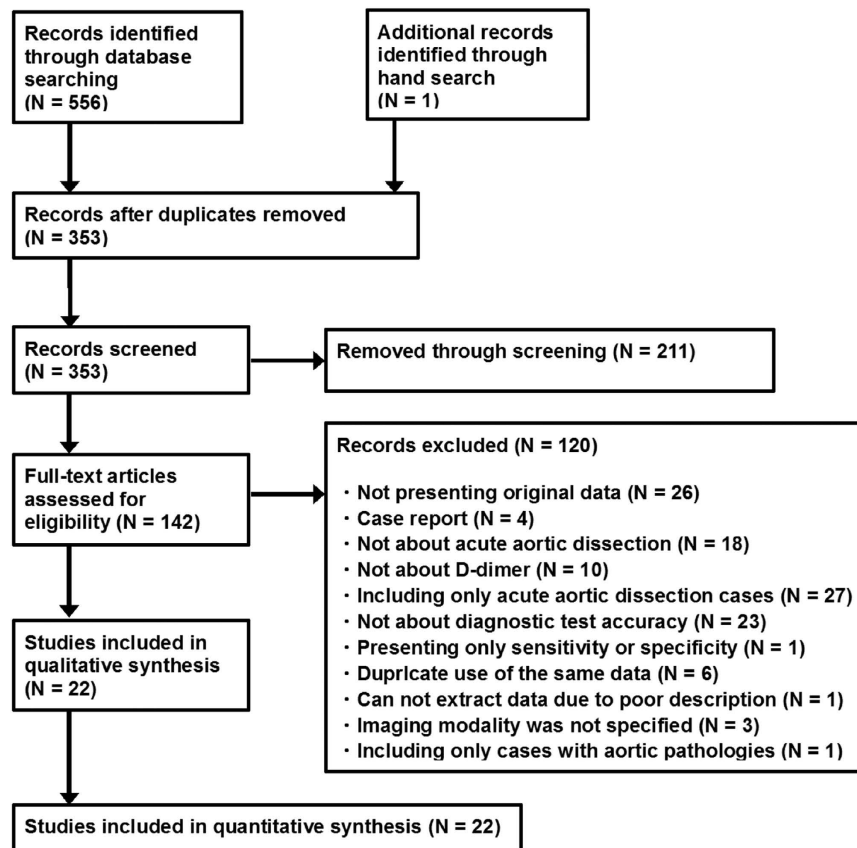 Records identified
through database
searching
(N = 556)
Additional records
identified through
hand search
(N = 1)
Records after duplicates removed
(N = 353)
Records screened
(N = 353)
Removed through screening (N = 211)
Full-text articles
assessed for
eligibility (N = 142)
Records excluded (N = 120)
・Not presenting original data (N = 26)
・Case report (N = 4)
・Not about acute aortic dissection (N = 18)
・Not about D-dimer (N = 10)
・Including only acute aortic dissection cases (N = 27)
・Not about diagnostic test accuracy (N = 23)
・Presenting only sensitivity or specificity (N = 1)
・Dupricate use of the same data (N = 6)
・Can not extract data due to poor description (N = 1)
・Imaging modality was not specified (N = 3)
・Including only cases with aortic pathologies (N = 1)
Studies included in
qualitative synthesis
(N = 22)
Studies included in quantitative synthesis (N = 22)